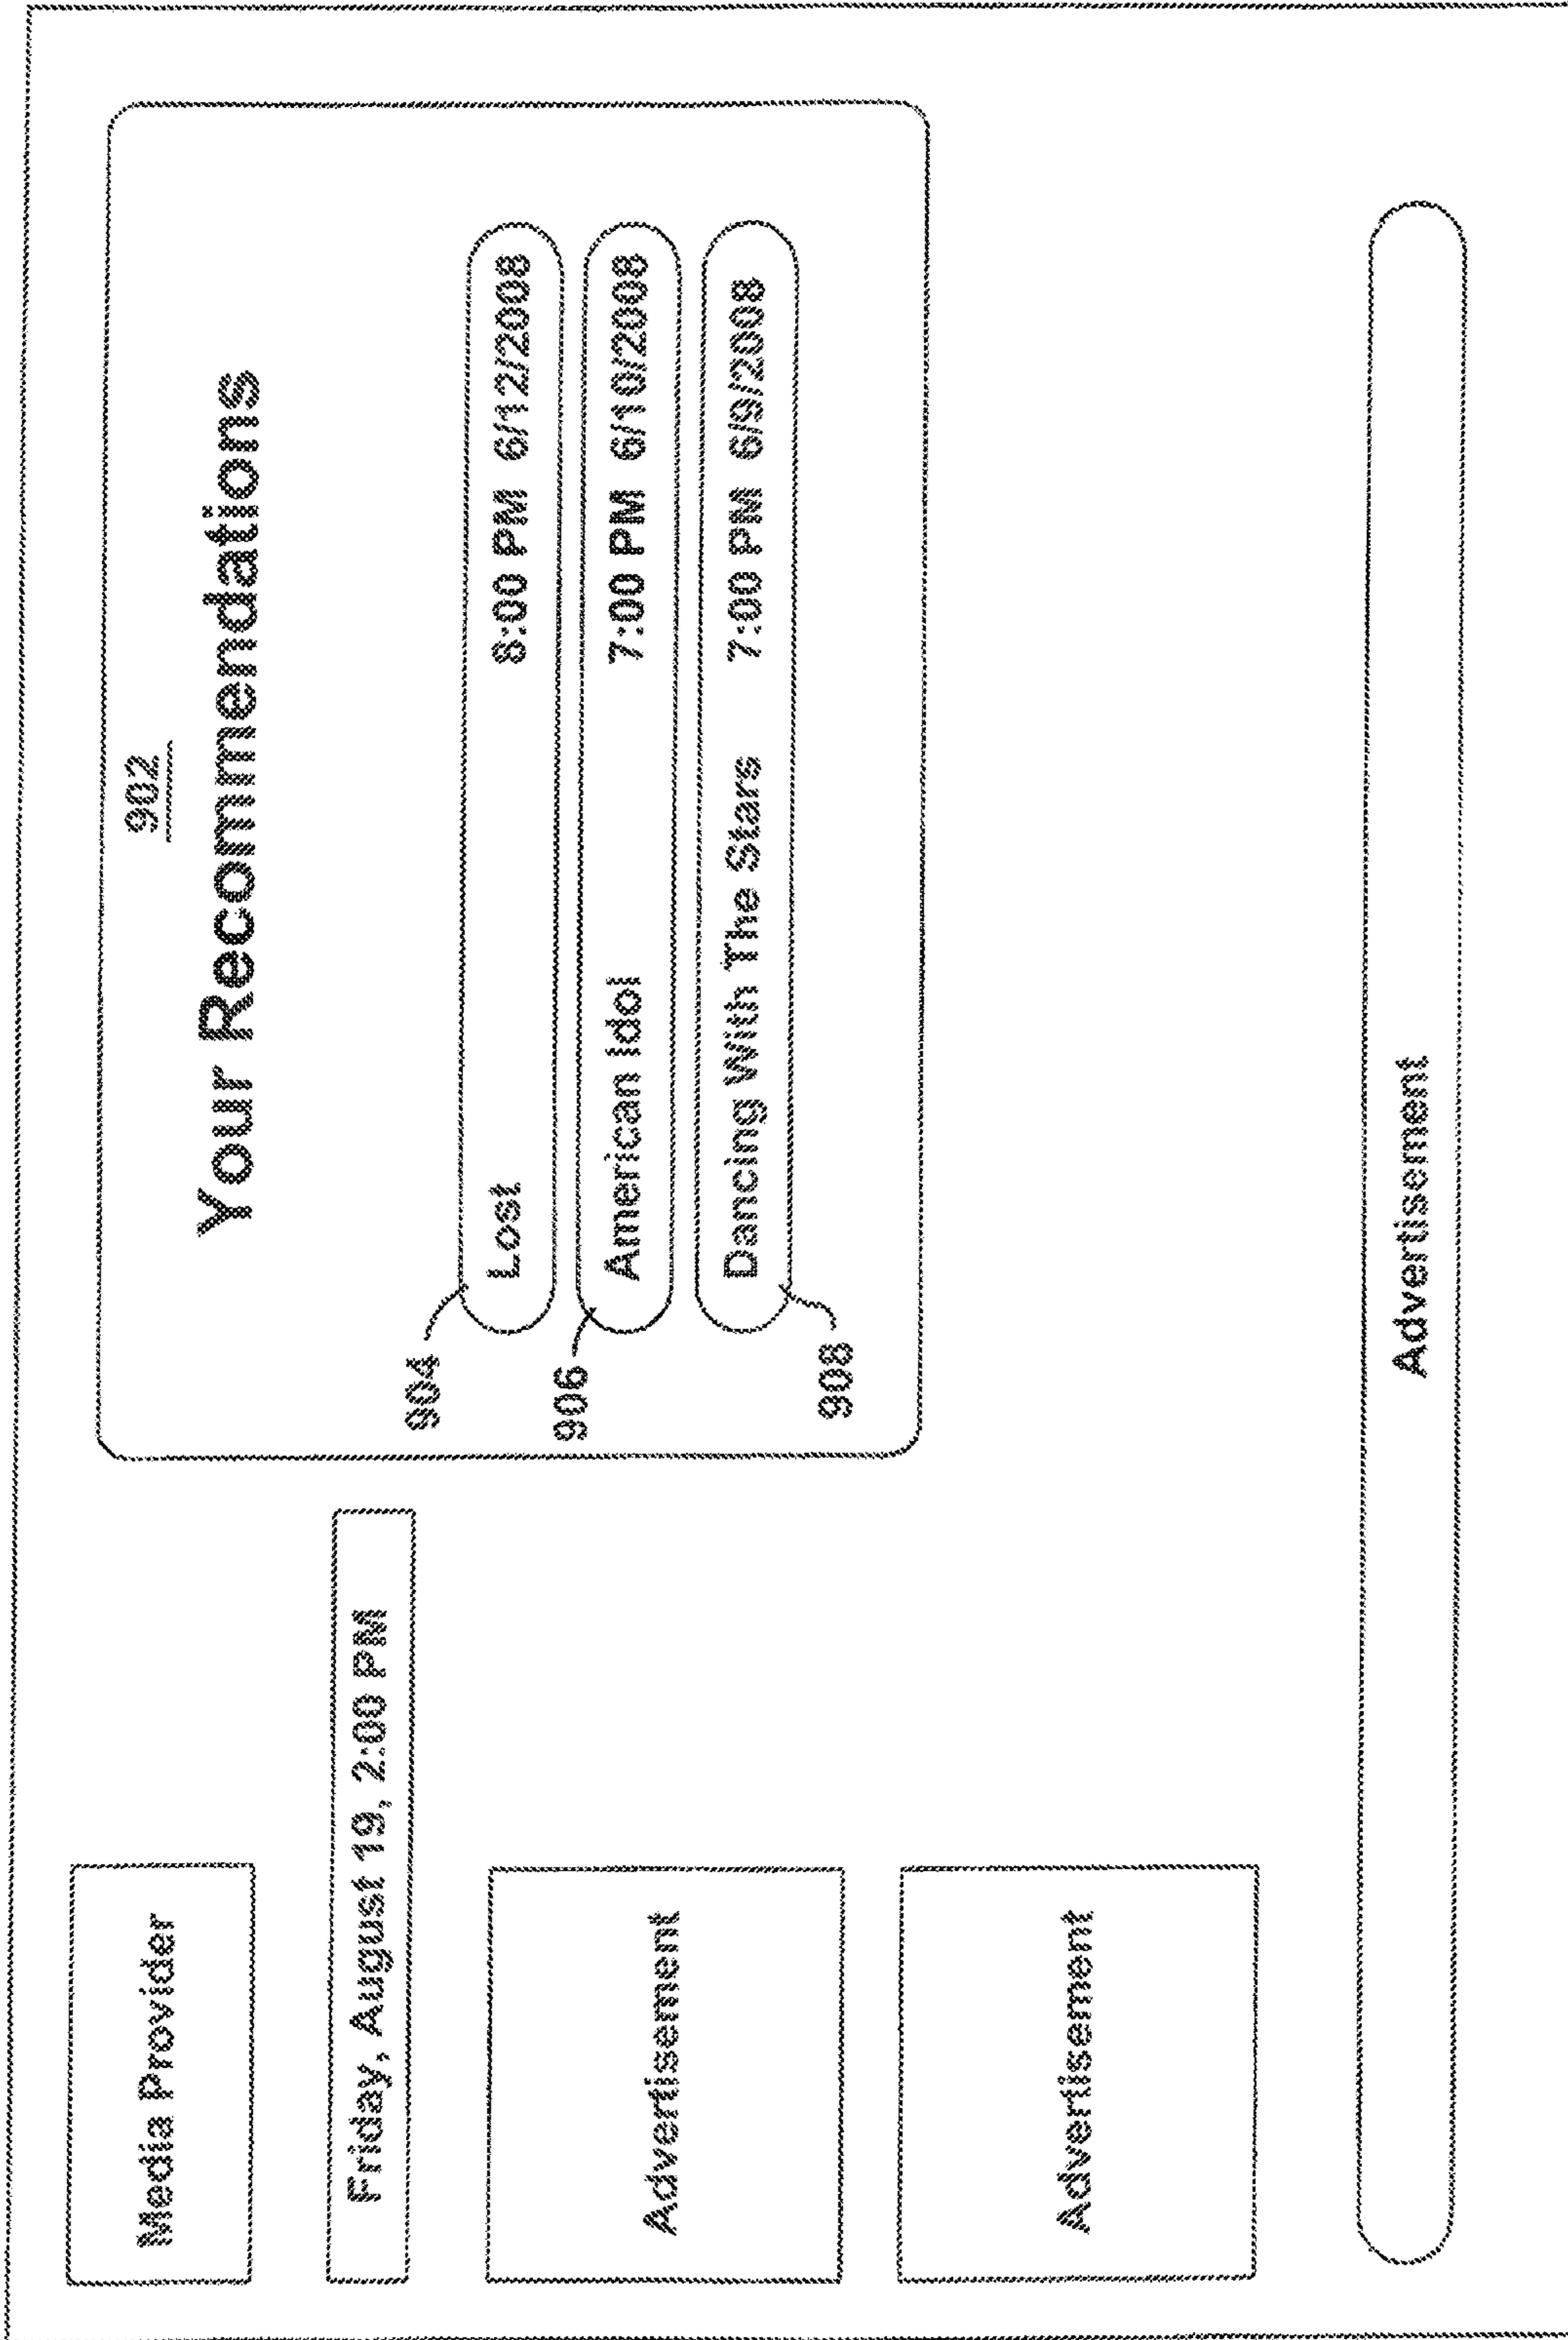 Media Provider
Friday, August 19, 2:00 PM
Advertisement
Advertisement
902
Your Recommendations
904
Lost 8:00 PM 6/12/2008
906
American Idol 7:00 PM 6/10/2008
Dancing With The Stars 7:00 PM 6/9/2008
908
Advertisement